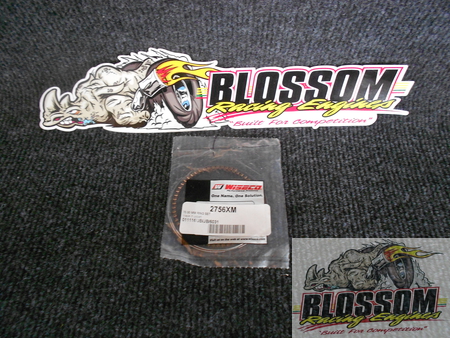 BLOSSOM
Racing Engines
"Built For Competition"
Wiseco
One Name, One Solution.
2756XM
BLOSSOM
Racing Engines
"Built For Competition"